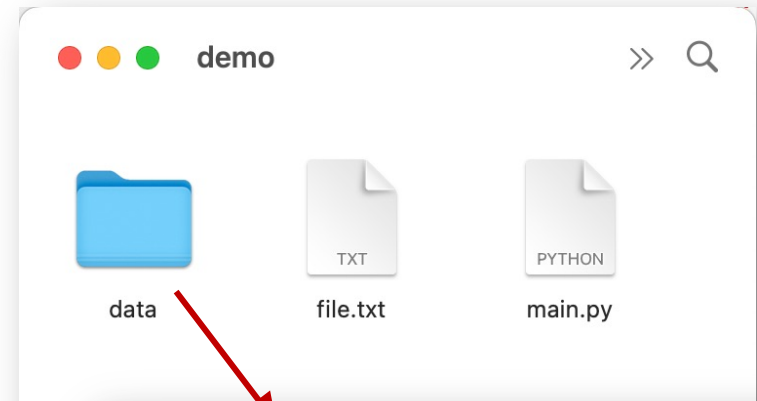 demo
TXT
PYTHON
data
file.txt
main.py